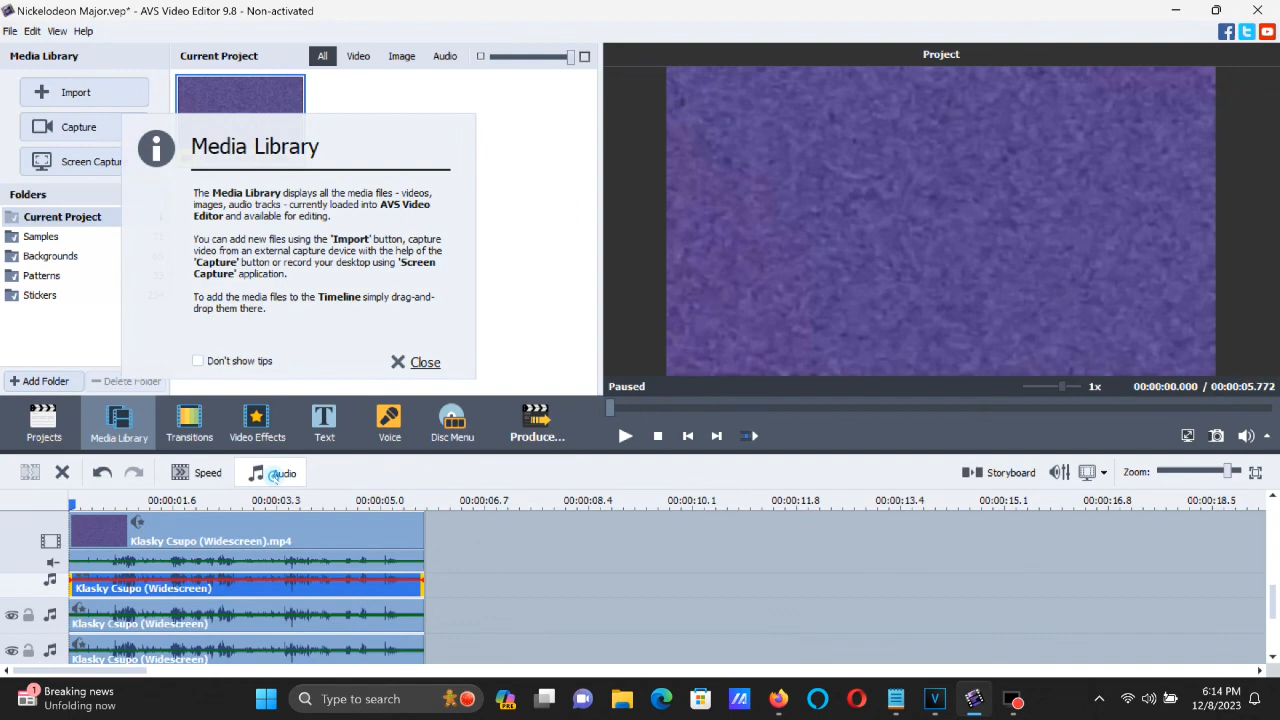 Nickelodeon Major.vep* - AVS Video Editor 9.8 - Non-activated
File Edit View Help
Media Library
Current Project
All
Video
Image
Audio
Project
Import
Capture
Screen Captur
Folders
Current Project
Samples
Backgrounds
Patterns
Stickers
Media Library
The Media Library displays all the media files - videos,
images, audio tracks - currently loaded into AVS Video
Editor and available for editing.
You can add new files using the 'Import' button, capture
video from an external capture device with the help of the
'Capture' button or record your desktop using 'Screen
Capture' application.
To add the media files to the Timeline simply drag-and-
drop them there.
Don't show tips
Close
Add Folder
Delete Folder
Paused
1x
00:00:00.000 / 00:00:05.772
Projects
Media Library
Transitions
Video Effects
Text
Voice
Disc Menu
Produce...
Speed
Audio
Storyboard
Zoom:
00:00:01.6 00:00:03.3 00:00:05.0 00:00:06.7 00:00:08.4 00:00:10.1 00:00:11.8 00:00:13.4 00:00:15.1 00:00:16.8 00:00:18.5
Klasky Csupo (Widescreen).mp4
Klasky Csupo (Widescreen)
Klasky Csupo (Widescreen)
Klasky Csupo (Widescreen)
1
Breaking news
Unfolding now
Type to search
PRE
6:14 PM
12/8/2023